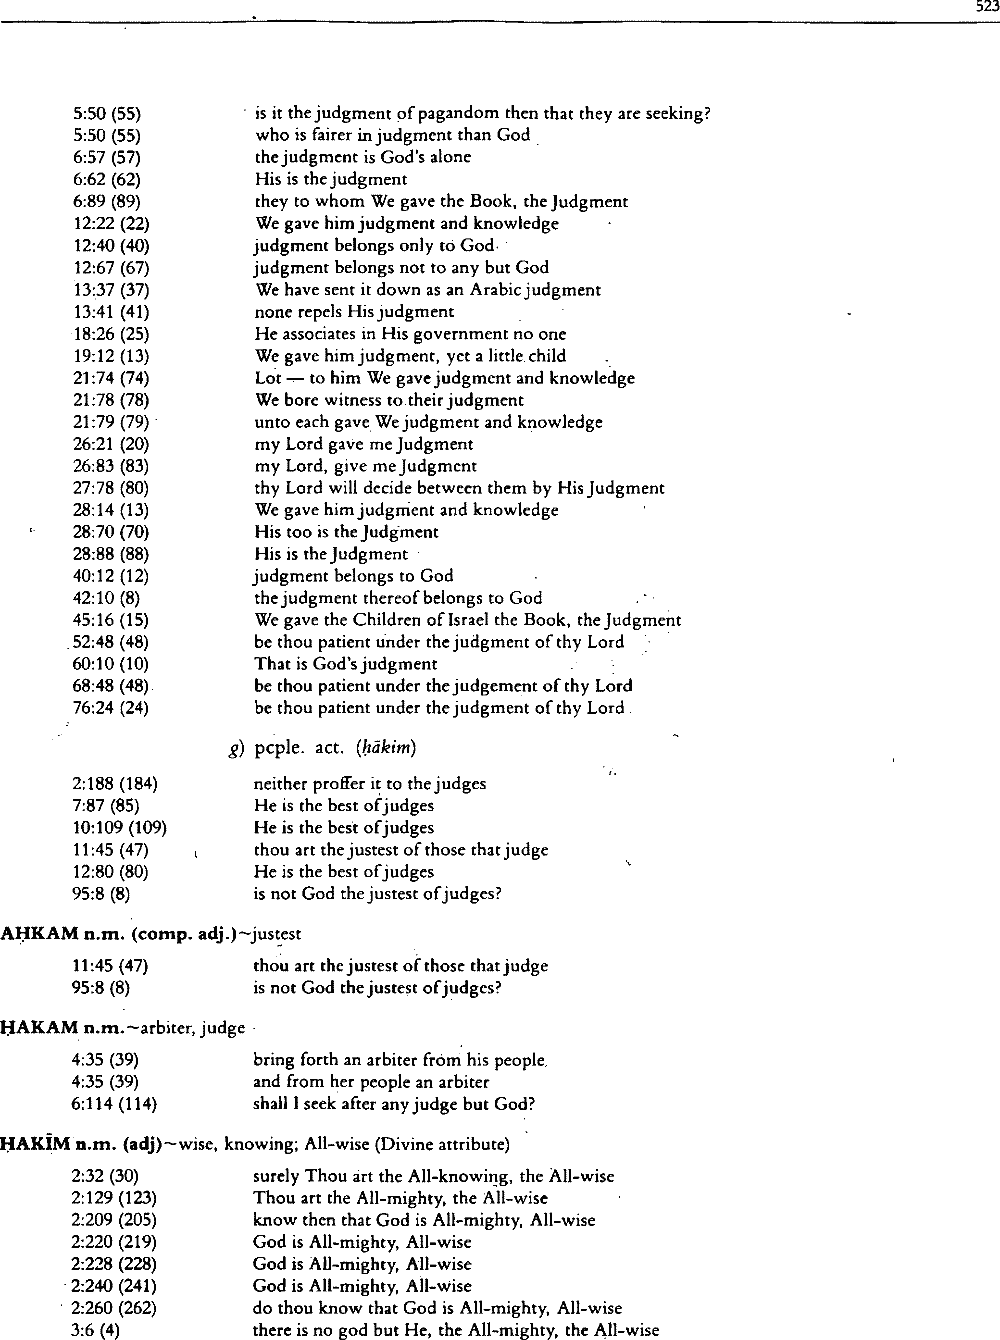 523
5:50 (55) is it the judgment of pagandom then that they are seeking?
5:50 (55) who is fairer in judgment than God
6:57 (57) the judgment is God's alone
6:62 (62) His is the judgment
6:89 (89) they to whom We gave the Book, the Judgment
12:22 (22) We gave him judgment and knowledge
12:40 (40) judgment belongs only to God
12:67 (67) judgment belongs not to any but God
13:37 (37) We have sent it down as an Arabic judgment
13:41 (41) none repels His judgment
18:26 (25) He associates in His government no one
19:12 (13) We gave him judgment, yet a little child
21:74 (74) Lot — to him We gave judgment and knowledge
21:78 (78) We bore witness to their judgment
21:79 (79) unto each gave We judgment and knowledge
26:21 (20) my Lord gave me Judgment
26:83 (83) my Lord, give me Judgment
27:78 (80) thy Lord will decide between them by His Judgment
28:14 (13) We gave him judgment and knowledge
28:70 (70) His too is the Judgment
28:88 (88) His is the Judgment
40:12 (12) judgment belongs to God
42:10 (8) the judgment thereof belongs to God
45:16 (15) We gave the Children of Israel the Book, the Judgment
52:48 (48) be thou patient under the judgment of thy Lord
60:10 (10) That is God's judgment
68:48 (48) be thou patient under the judgement of thy Lord
76:24 (24) be thou patient under the judgment of thy Lord
g) pcple. act. (ḥākim)
2:188 (184) neither proffer it to the judges
7:87 (85) He is the best of judges
10:109 (109) He is the best of judges
11:45 (47) thou art the justest of those that judge
12:80 (80) He is the best of judges
95:8 (8) is not God the justest of judges?
AḤKAM n.m. (comp. adj.)~justest
11:45 (47) thou art the justest of those that judge
95:8 (8) is not God the justest of judges?
ḤAKAM n.m.~arbiter, judge
4:35 (39) bring forth an arbiter from his people
4:35 (39) and from her people an arbiter
6:114 (114) shall I seek after any judge but God?
ḤAKĪM n.m. (adj)~wise, knowing; All-wise (Divine attribute)
2:32 (30) surely Thou art the All-knowing, the All-wise
2:129 (123) Thou art the All-mighty, the All-wise
2:209 (205) know then that God is All-mighty, All-wise
2:220 (219) God is All-mighty, All-wise
2:228 (228) God is All-mighty, All-wise
2:240 (241) God is All-mighty, All-wise
2:260 (262) do thou know that God is All-mighty, All-wise
3:6 (4) there is no god but He, the All-mighty, the All-wise